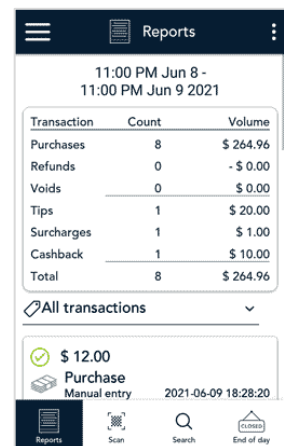 Reports
11:00 PM Jun 8 -
11:00 PM Jun 9 2021
Transaction Count Volume
Purchases 8 $ 264.96
Refunds 0 - $ 0.00
Voids 0 $ 0.00
Tips 1 $ 20.00
Surcharges 1 $ 1.00
Cashback 1 $ 10.00
Total 8 $ 264.96
All transactions
$ 12.00
Purchase
Manual entry 2021-06-09 18:28:20
CLOSED
Reports Scan Search End of day